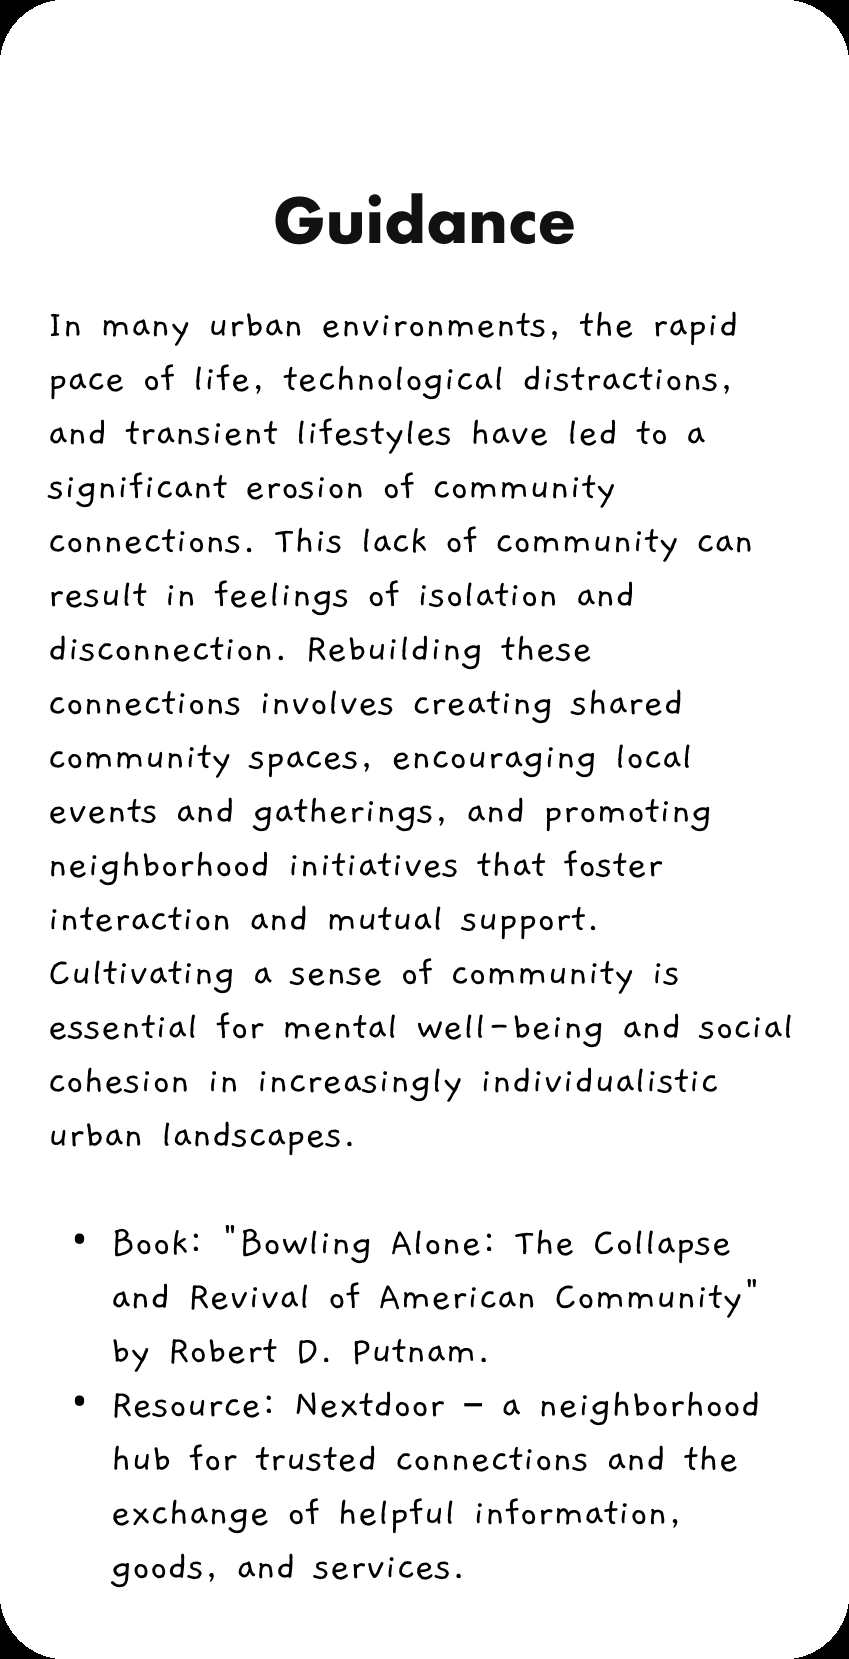 Guidance
In many urban environments, the rapid
pace of life, technological distractions,
and transient lifestyles have led to a
significant erosion of community
connections. This lack of community can
result in feelings of isolation and
disconnection. Rebuilding these
connections involves creating shared
community spaces, encouraging local
events and gatherings, and promoting
neighborhood initiatives that foster
interaction and mutual support.
Cultivating a sense of community is
essential for mental well-being and social
cohesion in increasingly individualistic
urban landscapes.
• Book: "Bowling Alone: The Collapse
and Revival of American Community"
by Robert D. Putnam.
• Resource: Nextdoor – a neighborhood
hub for trusted connections and the
exchange of helpful information,
goods, and services.